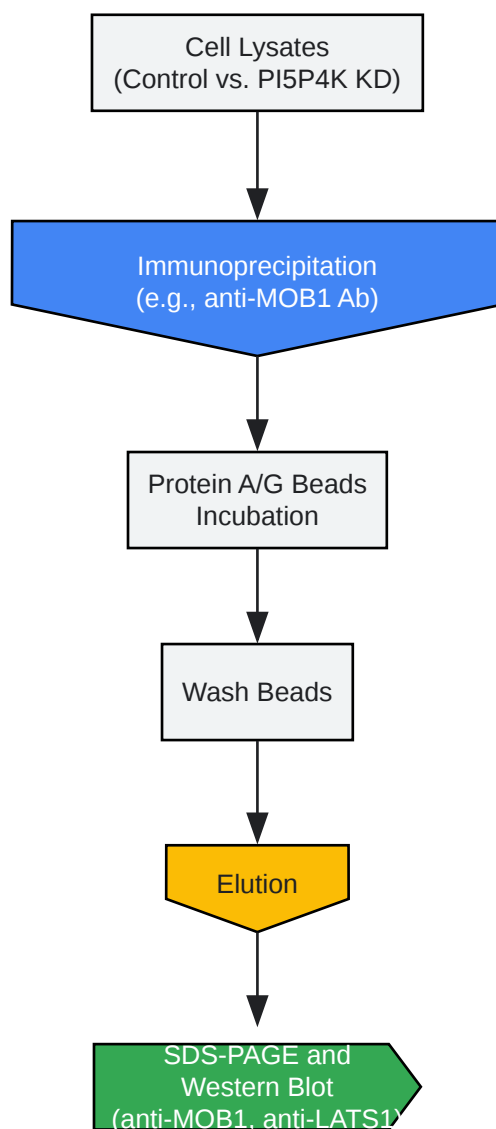 Cell Lysates
(Control vs. PI5P4K KD)
Immunoprecipitation
(e.g., anti-MOB1 Ab)
Protein A/G Beads
Incubation
Wash Beads
Elution
SDS-PAGE and
Western Blot
(anti-MOB1, anti-LATS1)